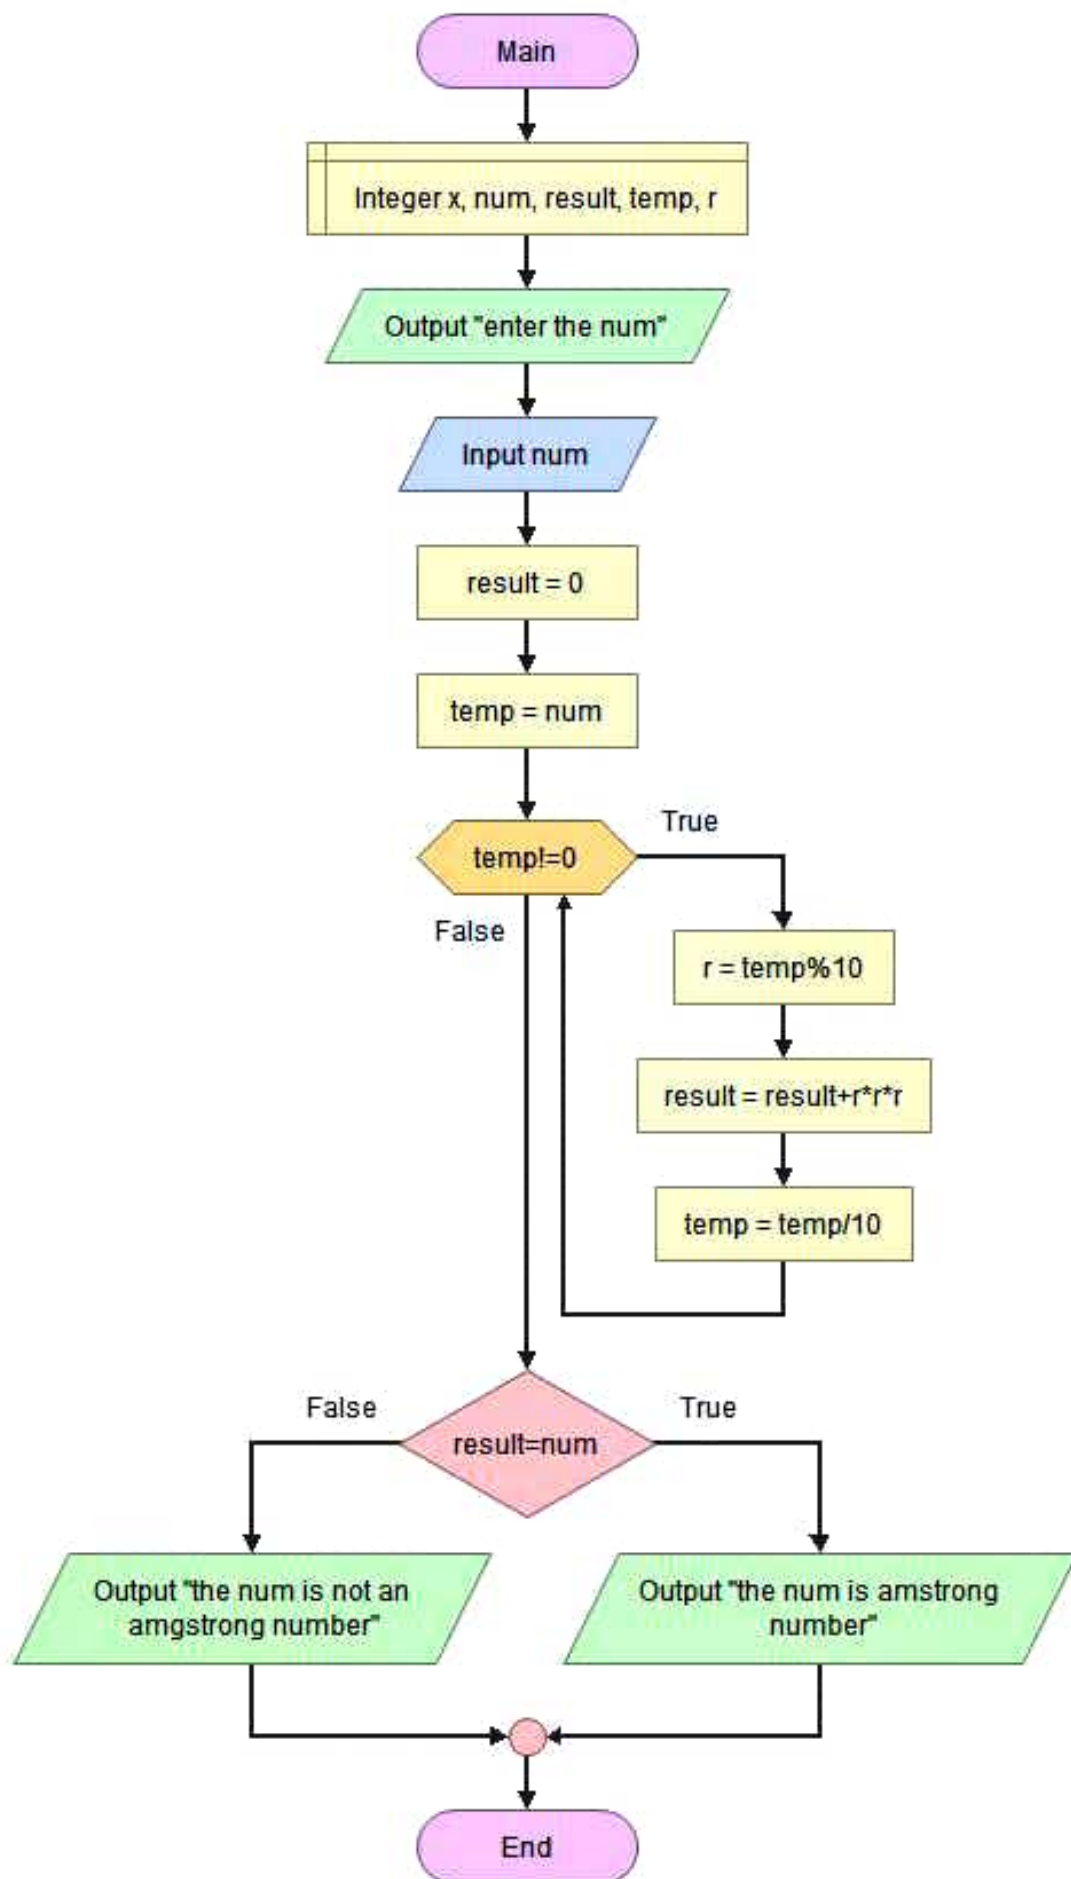 Main
Integer x, num, result, temp, r
Output "enter the num"
Input num
result = 0
temp = num
temp!=0
True
False
r = temp%10
result = result+r*r*r
temp = temp/10
result=num
False
True
Output "the num is not an
amgstrong number"
Output "the num is amstrong
number"
End